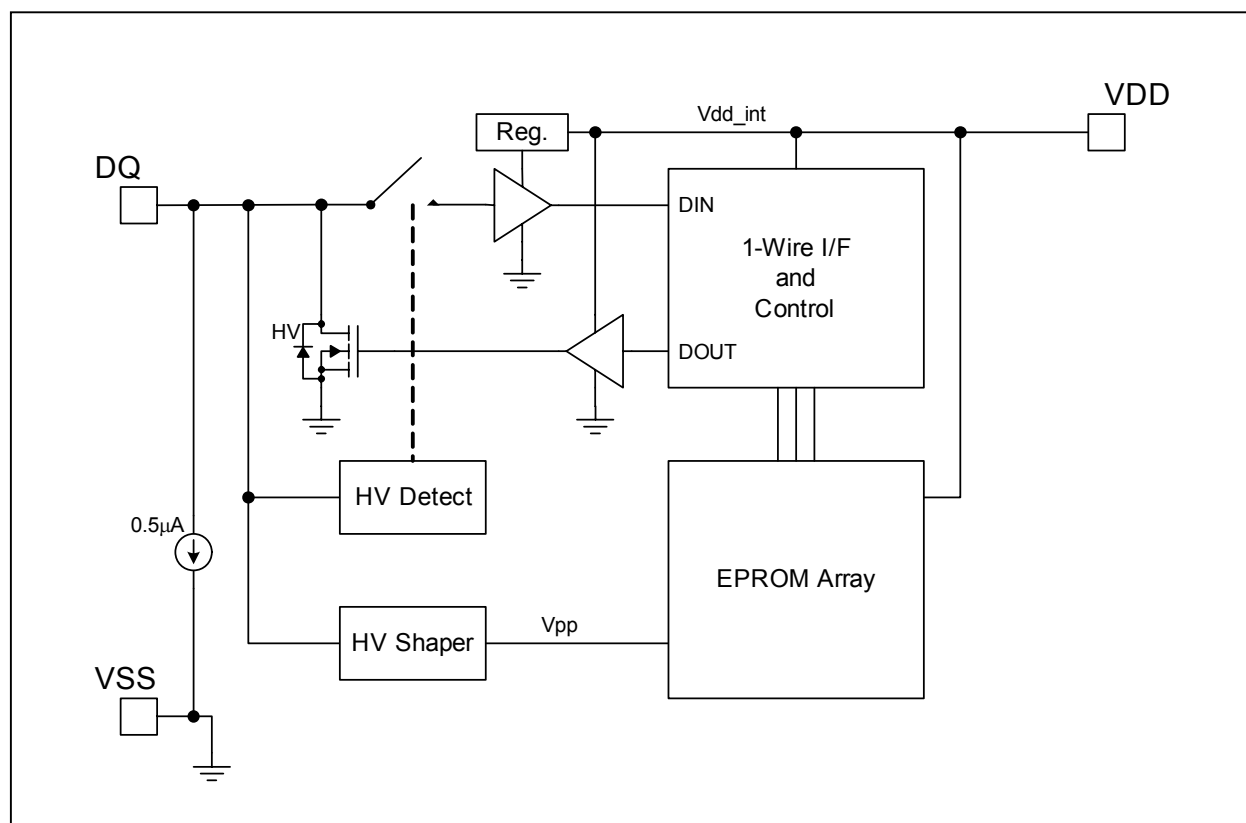 VDD
Vdd_int
Reg.
DQ
DIN
1-Wire I/F
and
Control
HV
DOUT
HV Detect
0.5μA
EPROM Array
Vpp
HV Shaper
VSS